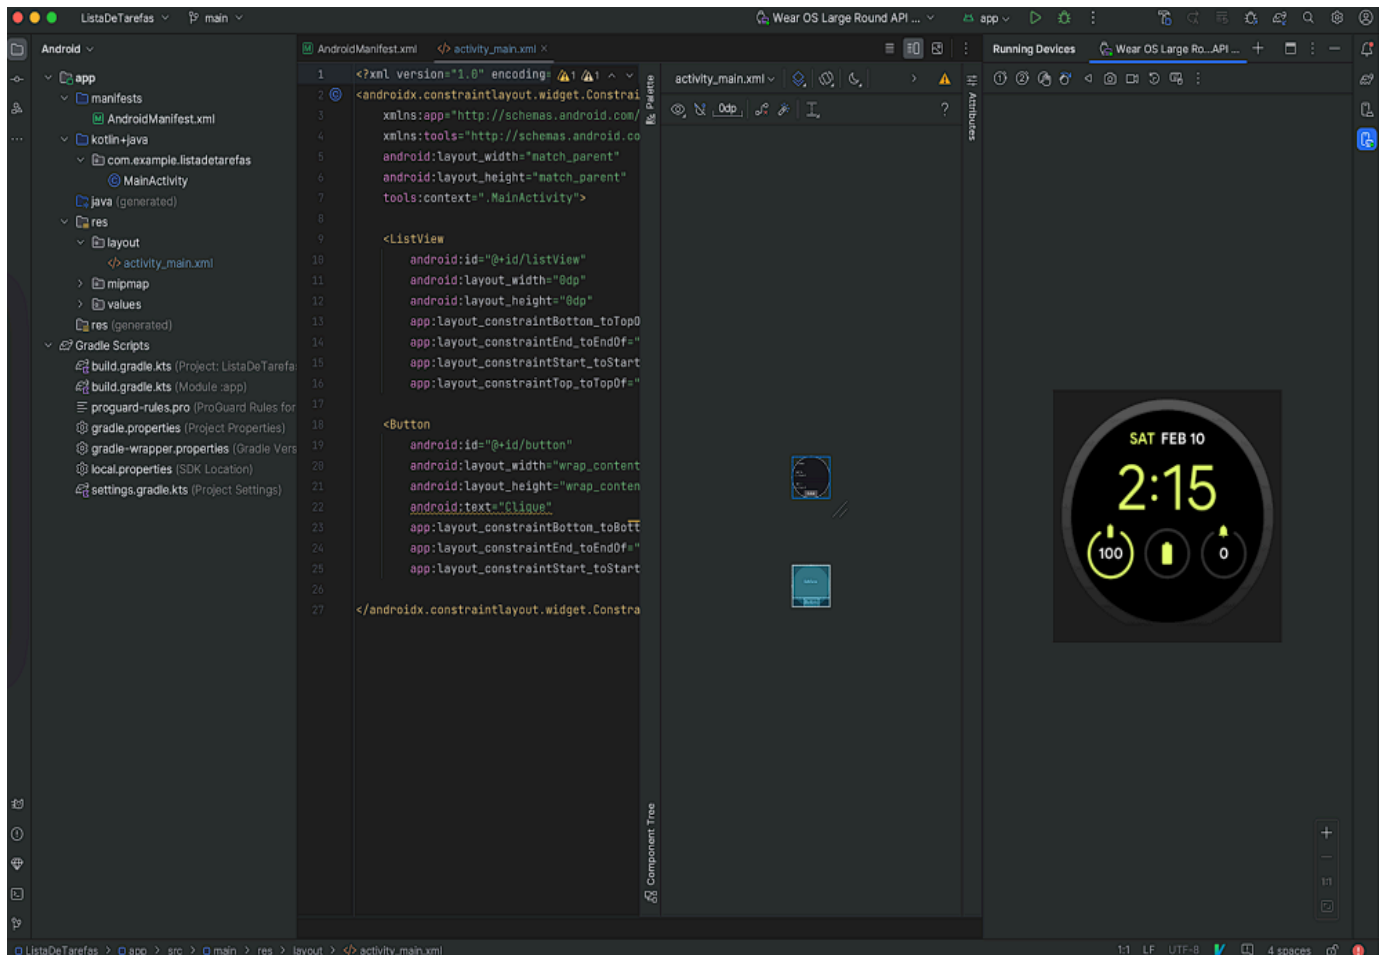 ListaDeTarefas
main
Wear OS Large Round API ...
app
Android
AndroidManifest.xml
activity_main.xml
Running Devices
Wear OS Large Ro...API ...
app
manifests
AndroidManifest.xml
kotlin+java
com.example.listadetarefas
MainActivity
java (generated)
res
layout
activity_main.xml
mipmap
values
res (generated)
Gradle Scripts
build.gradle.kts (Project: ListaDeTarefa
build.gradle.kts (Module :app)
proguard-rules.pro (ProGuard Rules for
gradle.properties (Project Properties)
gradle-wrapper.properties (Gradle Vers
local.properties (SDK Location)
settings.gradle.kts (Project Settings)
1 <?xml version="1.0" encoding= 1 1
2 <androidx.constraintlayout.widget.Constrai
3 xmlns:app="http://schemas.android.com/
4 xmlns:tools="http://schemas.android.co
5 android:layout_width="match_parent"
6 android:layout_height="match_parent"
7 tools:context=".MainActivity">
8
9 <ListView
10 android:id="@+id/listView"
11 android:layout_width="0dp"
12 android:layout_height="0dp"
13 app:layout_constraintBottom_toTopO
14 app:layout_constraintEnd_toEndOf="
15 app:layout_constraintStart_toStart
16 app:layout_constraintTop_toTopOf="
17
18 <Button
19 android:id="@+id/button"
20 android:layout_width="wrap_content
21 android:layout_height="wrap_conten
22 android:text="Clique"
23 app:layout_constraintBottom_toBott
24 app:layout_constraintEnd_toEndOf="
25 app:layout_constraintStart_toStart
26
27 </androidx.constraintlayout.widget.Constra
Palette
Component Tree
activity_main.xml
0dp
?
Attributes
SAT FEB 10
2:15
100
0
1:1
ListaDeTarefas > app > src > main > res > layout > activity_main.xml
1:1 LF UTF-8 4 spaces